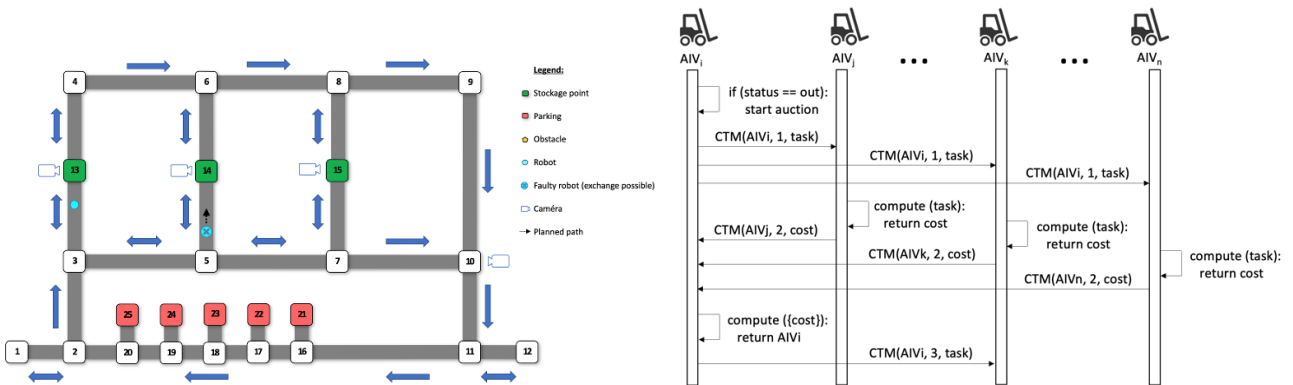 4
6
8
9
13
14
15
3
5
7
10
25
24
23
22
21
1
2
20
19
18
17
16
11
12
Legend:
Stockage point
Parking
Obstacle
Robot
Faulty robot (exchange possible)
Caméra
Planned path
AIVi
AIVj
AIVk
AIVn
if (status == out):
start auction
CTM(AIVi, 1, task)
CTM(AIVi, 1, task)
CTM(AIVi, 1, task)
compute (task):
return cost
CTM(AIVj, 2, cost)
compute (task):
return cost
CTM(AIVk, 2, cost)
compute (task):
return cost
CTM(AIVn, 2, cost)
compute ({cost}):
return AIVi
CTM(AIVi, 3, task)